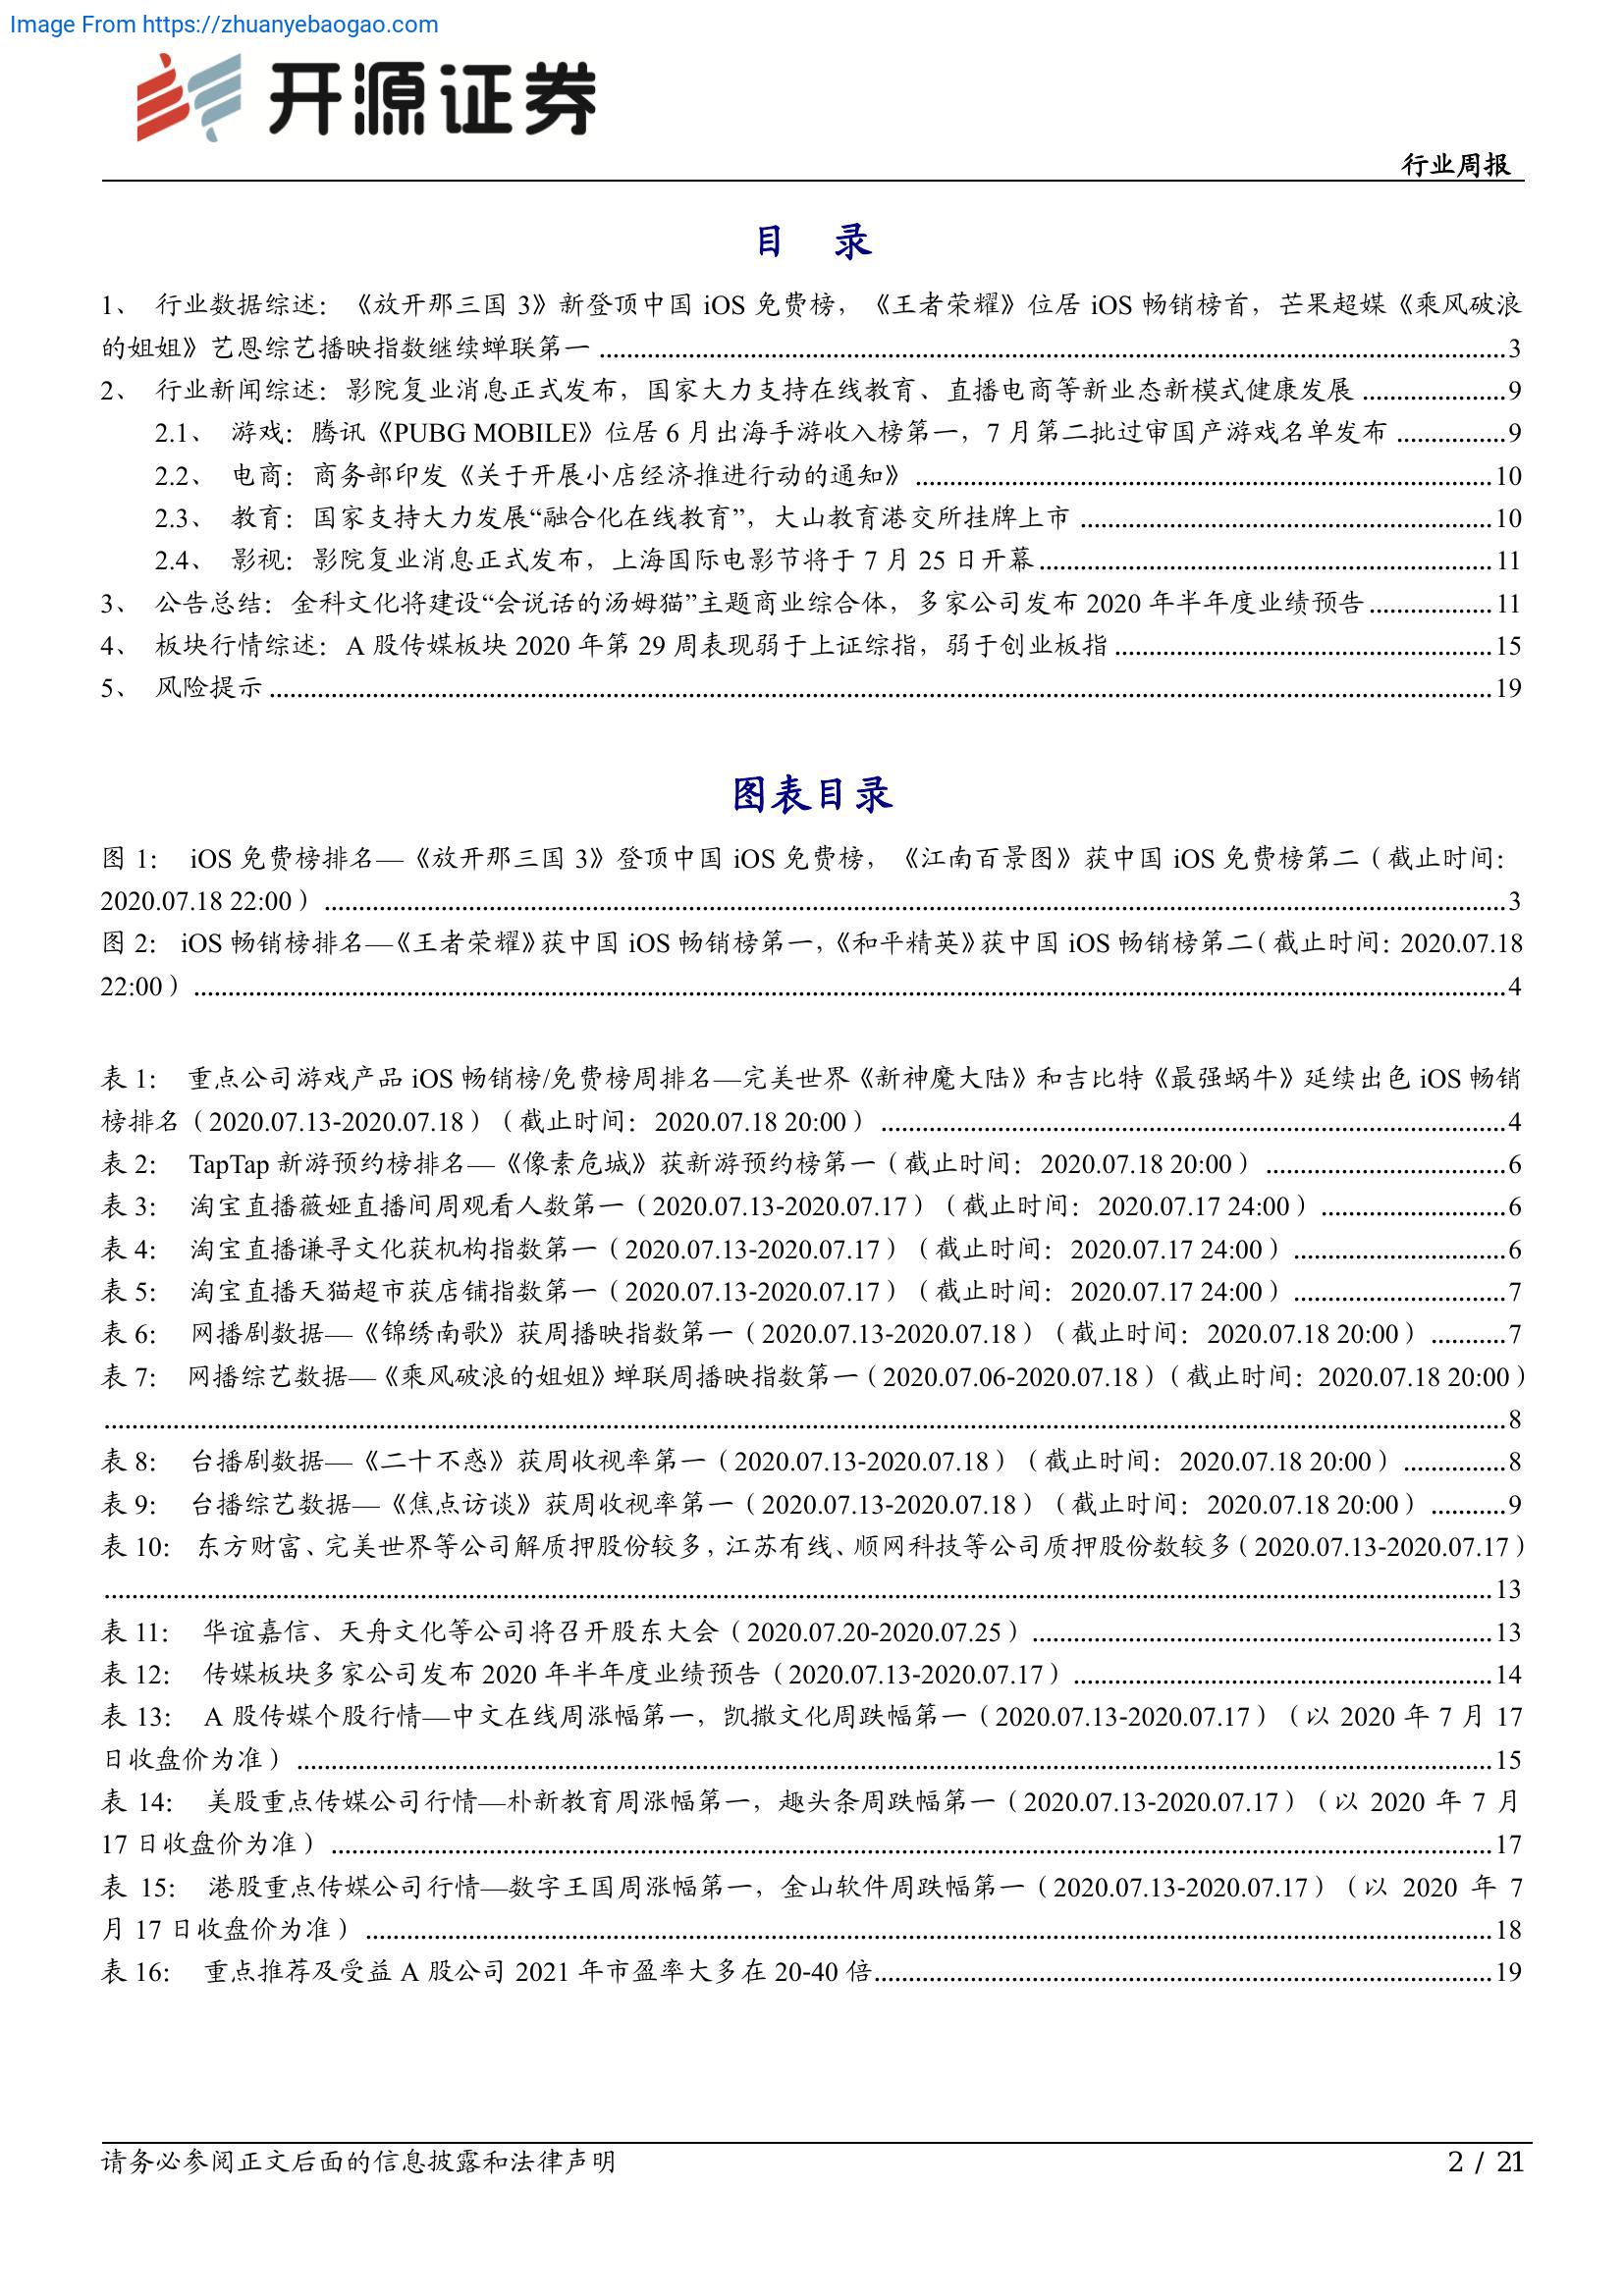 Image From https://zhuanyebaogao.com
开源证券
行业周报
目 录
1、 行业数据综述：《放开那三国 3》新登顶中国 iOS 免费榜，《王者荣耀》位居 iOS 畅销榜首，芒果超媒《乘风破浪
的姐姐》艺恩综艺播映指数继续蝉联第一 ........ 3
2、 行业新闻综述：影院复业消息正式发布，国家大力支持在线教育、直播电商等新业态新模式健康发展 ........ 9
2.1、 游戏：腾讯《PUBG MOBILE》位居 6 月出海手游收入榜第一，7 月第二批过审国产游戏名单发布 ........ 9
2.2、 电商：商务部印发《关于开展小店经济推进行动的通知》 ........ 10
2.3、 教育：国家支持大力发展“融合化在线教育”，大山教育港交所挂牌上市 ........ 10
2.4、 影视：影院复业消息正式发布，上海国际电影节将于 7 月 25 日开幕 ........ 11
3、 公告总结：金科文化将建设“会说话的汤姆猫”主题商业综合体，多家公司发布 2020 年半年度业绩预告 ........ 11
4、 板块行情综述：A 股传媒板块 2020 年第 29 周表现弱于上证综指，弱于创业板指 ........ 15
5、 风险提示 ........ 19
图表目录
图 1： iOS 免费榜排名—《放开那三国 3》登顶中国 iOS 免费榜，《江南百景图》获中国 iOS 免费榜第二（截止时间：
2020.07.18 22:00） ........ 3
图 2： iOS 畅销榜排名—《王者荣耀》获中国 iOS 畅销榜第一，《和平精英》获中国 iOS 畅销榜第二（截止时间：2020.07.18
22:00） ........ 4
表 1： 重点公司游戏产品 iOS 畅销榜/免费榜周排名—完美世界《新神魔大陆》和吉比特《最强蜗牛》延续出色 iOS 畅销
榜排名（2020.07.13-2020.07.18）（截止时间：2020.07.18 20:00） ........ 4
表 2： TapTap 新游预约榜排名—《像素危城》获新游预约榜第一（截止时间：2020.07.18 20:00） ........ 6
表 3： 淘宝直播薇娅直播间周观看人数第一（2020.07.13-2020.07.17）（截止时间：2020.07.17 24:00） ........ 6
表 4： 淘宝直播谦寻文化获机构指数第一（2020.07.13-2020.07.17）（截止时间：2020.07.17 24:00） ........ 6
表 5： 淘宝直播天猫超市获店铺指数第一（2020.07.13-2020.07.17）（截止时间：2020.07.17 24:00） ........ 7
表 6： 网播剧数据—《锦绣南歌》获周播映指数第一（2020.07.13-2020.07.18）（截止时间：2020.07.18 20:00） ........ 7
表 7： 网播综艺数据—《乘风破浪的姐姐》蝉联周播映指数第一（2020.07.06-2020.07.18）（截止时间：2020.07.18 20:00）
........ 8
表 8： 台播剧数据—《二十不惑》获周收视率第一（2020.07.13-2020.07.18）（截止时间：2020.07.18 20:00） ........ 8
表 9： 台播综艺数据—《焦点访谈》获周收视率第一（2020.07.13-2020.07.18）（截止时间：2020.07.18 20:00） ........ 9
表 10： 东方财富、完美世界等公司解质押股份较多，江苏有线、顺网科技等公司质押股份数较多（2020.07.13-2020.07.17）
........ 13
表 11： 华谊嘉信、天舟文化等公司将召开股东大会（2020.07.20-2020.07.25） ........ 13
表 12： 传媒板块多家公司发布 2020 年半年度业绩预告（2020.07.13-2020.07.17） ........ 14
表 13： A 股传媒个股行情—中文在线周涨幅第一，凯撒文化周跌幅第一（2020.07.13-2020.07.17）（以 2020 年 7 月 17
日收盘价为准） ........ 15
表 14： 美股重点传媒公司行情—朴新教育周涨幅第一，趣头条周跌幅第一（2020.07.13-2020.07.17）（以 2020 年 7 月
17 日收盘价为准） ........ 17
表 15： 港股重点传媒公司行情—数字王国周涨幅第一，金山软件周跌幅第一（2020.07.13-2020.07.17）（以 2020 年 7
月 17 日收盘价为准） ........ 18
表 16： 重点推荐及受益 A 股公司 2021 年市盈率大多在 20-40 倍 ........ 19
请务必参阅正文后面的信息披露和法律声明
2 / 21